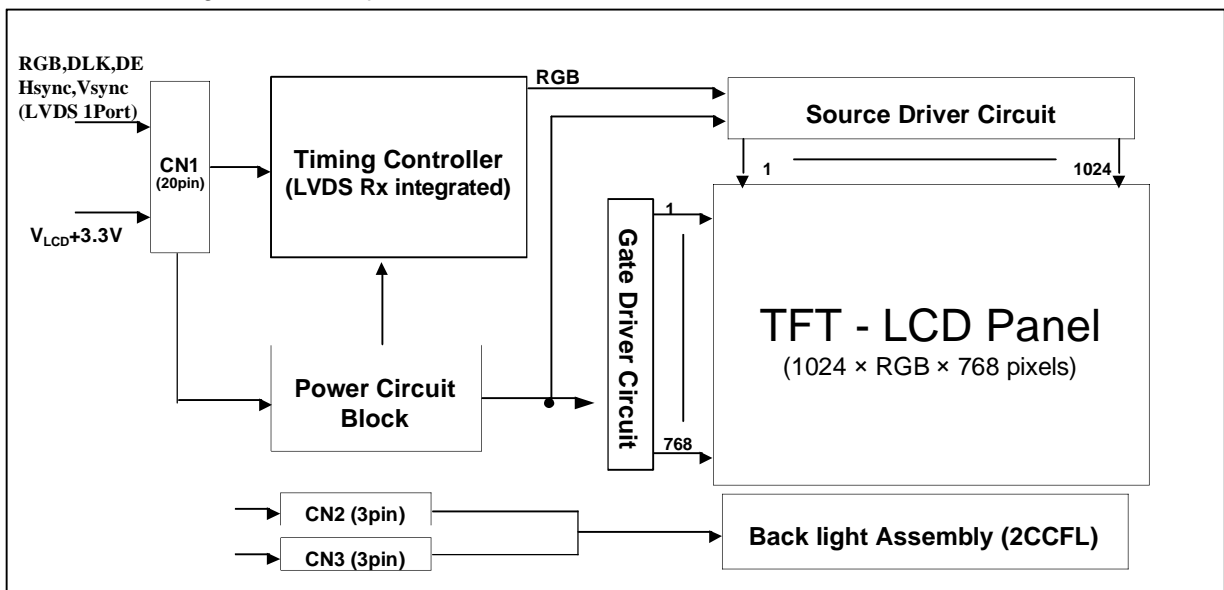 RGB,DLK,DE
Hsync,Vsync
(LVDS 1Port)
CN1
(20pin)
V_LCD+3.3V
Timing Controller
(LVDS Rx integrated)
RGB
Source Driver Circuit
1
1024
Gate Driver Circuit
1
768
TFT - LCD Panel
(1024 × RGB × 768 pixels)
Power Circuit
Block
CN2 (3pin)
CN3 (3pin)
Back light Assembly (2CCFL)